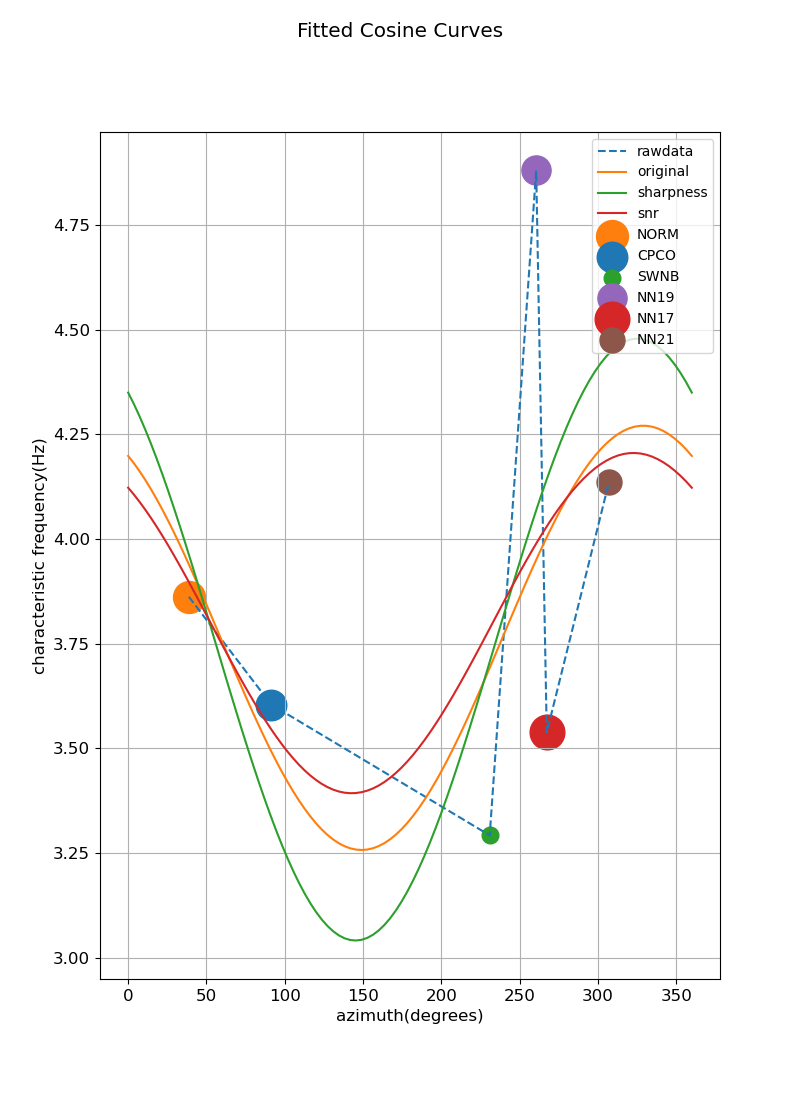 Fitted Cosine Curves
rawdata
original
sharpness
snr
NORM
CPCO
SWNB
NN19
NN17
NN21
4.75
4.50
4.25
4.00
3.75
3.50
3.25
3.00
characteristic frequency(Hz)
0 50 100 150 200 250 300 350
azimuth(degrees)